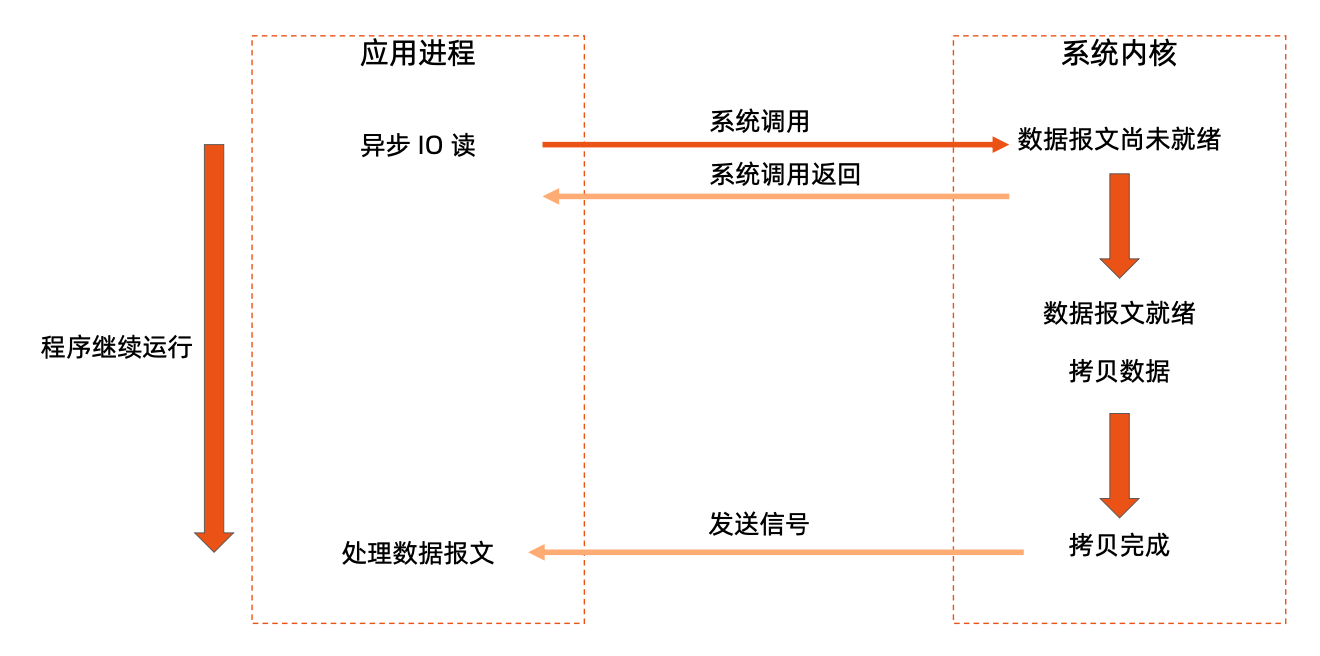 应用进程
系统内核
异步 IO 读
系统调用
数据报文尚未就绪
系统调用返回
数据报文就绪
程序继续运行
拷贝数据
发送信号
处理数据报文
拷贝完成